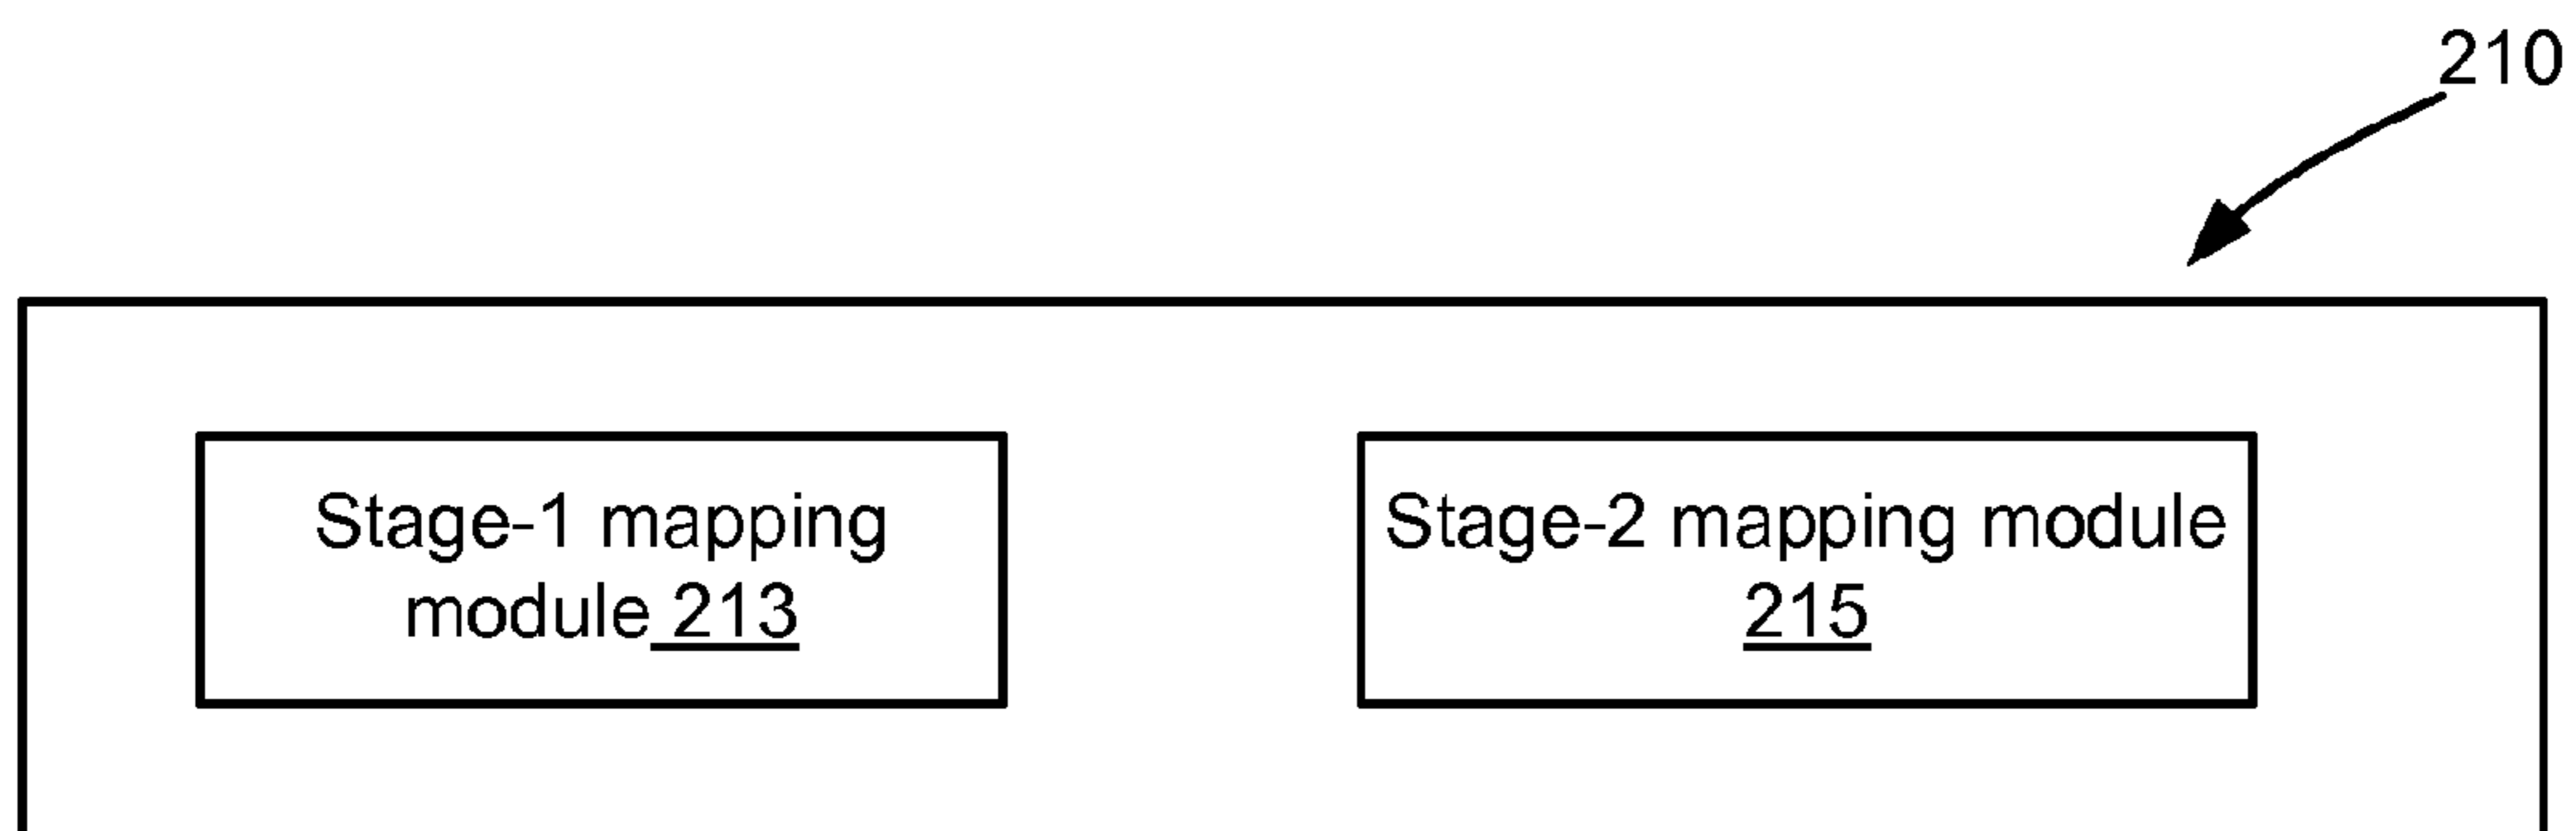 210
Stage-1 mapping
module 213
Stage-2 mapping module
215